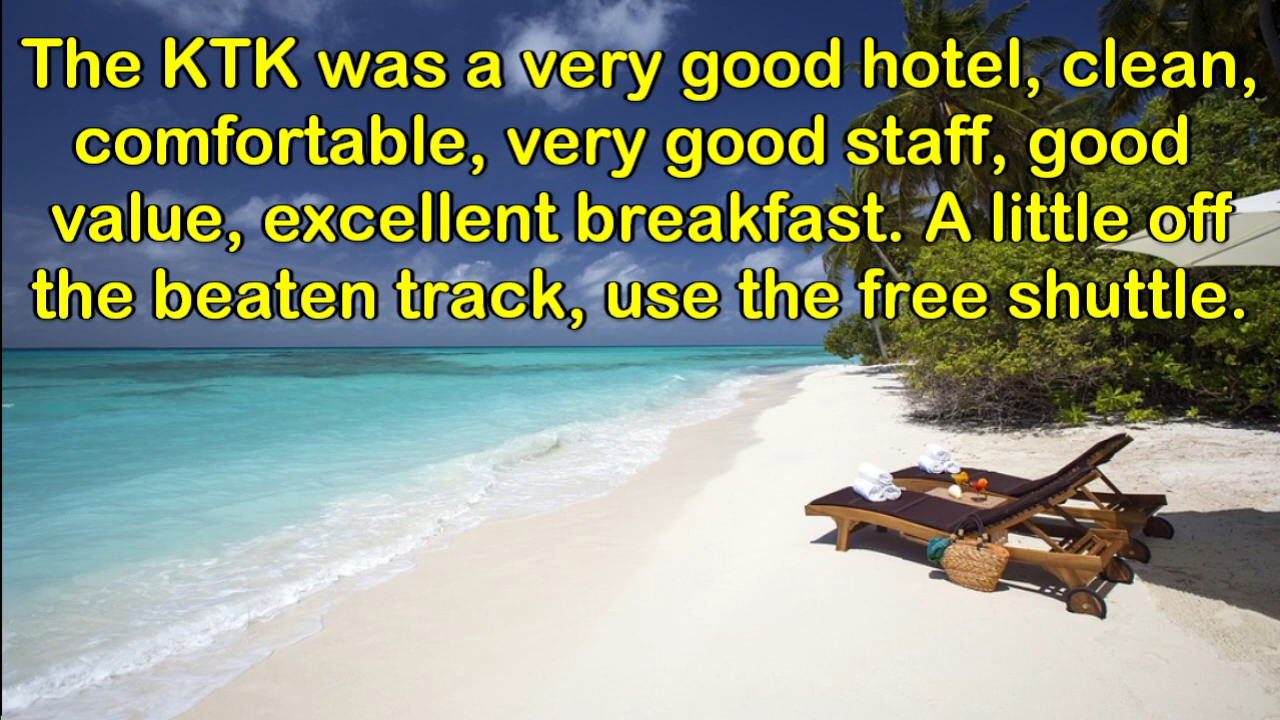 The KTK was a very good hotel, clean,
comfortable, very good staff, good
value, excellent breakfast. A little off
the beaten track, use the free shuttle.